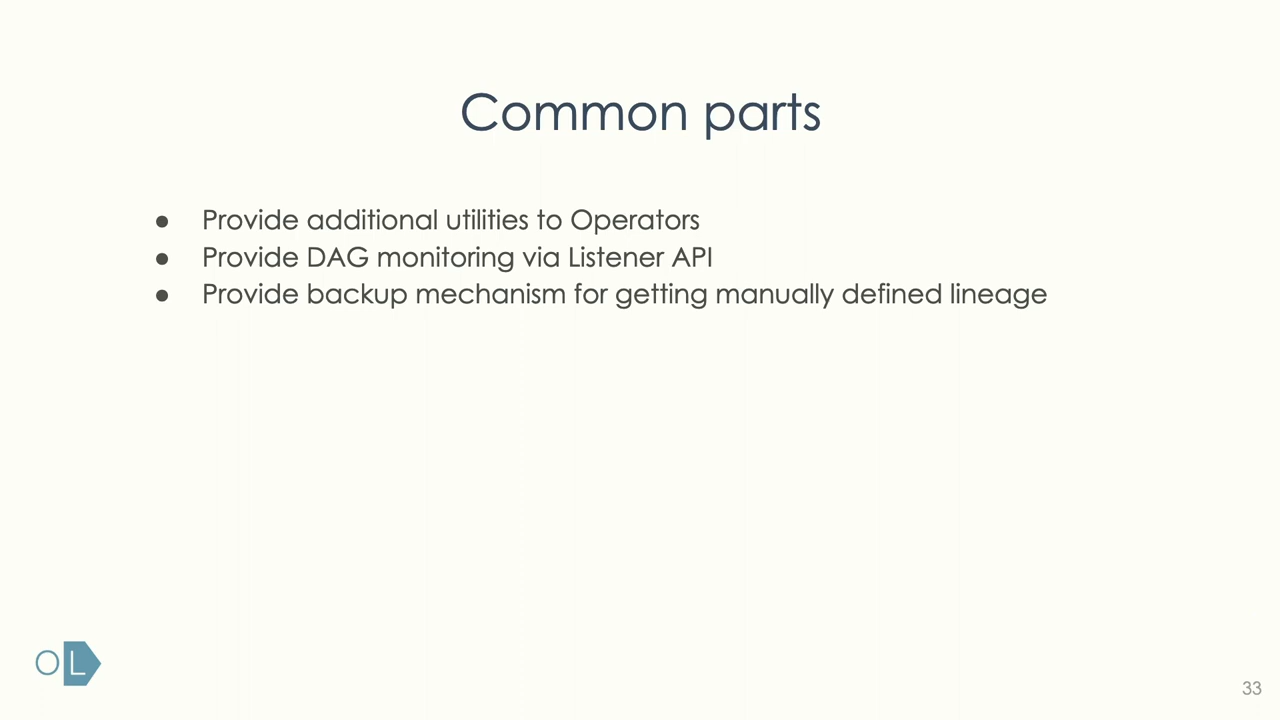 Common parts
● Provide additional utilities to Operators
● Provide DAG monitoring via Listener API
● Provide backup mechanism for getting manually defined lineage
OL
33